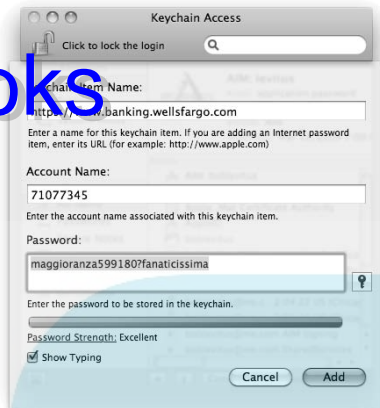 Keychain Access
Click to lock the login
oks
chain Item Name:
banking.wellsfargo.com
Enter a name for this keychain item. If you are adding an Internet password
item, enter its URL (for example: http://www.apple.com)
Account Name:
71077345
Enter the account name associated with this keychain item.
Password:
maggioranza599180?fanaticissima
Enter the password to be stored in the keychain.
Password Strength: Excellent
Show Typing
Cancel
Add